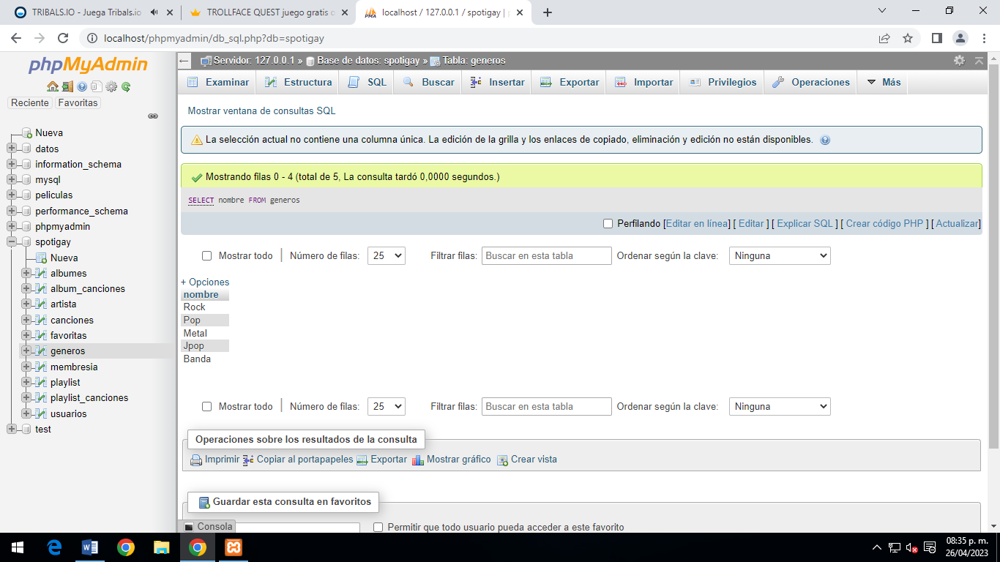 TRIBALS.IO - Juega Tribals.io
TROLLFACE QUEST juego gratis
localhost / 127.0.0.1 / spotigay |
localhost/phpmyadmin/db_sql.php?db=spotigay
phpMyAdmin
Reciente Favoritas
Nueva
datos
information_schema
mysql
peliculas
performance_schema
phpmyadmin
spotigay
Nueva
albumes
album_canciones
artista
canciones
favoritas
generos
membresia
playlist
playlist_canciones
usuarios
test
Servidor: 127.0.0.1 » Base de datos: spotigay » Tabla: generos
Examinar Estructura SQL Buscar Insertar Exportar Importar Privilegios Operaciones Más
Mostrar ventana de consultas SQL
La selección actual no contiene una columna única. La edición de la grilla y los enlaces de copiado, eliminación y edición no están disponibles.
Mostrando filas 0 - 4 (total de 5, La consulta tardó 0,0000 segundos.)
SELECT nombre FROM generos
Perfilando [Editar en línea] [ Editar ] [ Explicar SQL ] [ Crear código PHP ] [ Actualizar]
Mostrar todo | Número de filas: 25 Filtrar filas: Buscar en esta tabla Ordenar según la clave: Ninguna
+ Opciones
nombre
Rock
Pop
Metal
Jpop
Banda
Mostrar todo | Número de filas: 25 Filtrar filas: Buscar en esta tabla Ordenar según la clave: Ninguna
Operaciones sobre los resultados de la consulta
Imprimir Copiar al portapapeles Exportar Mostrar gráfico Crear vista
Guardar esta consulta en favoritos
Consola
Permitir que todo usuario pueda acceder a este favorito
08:35 p. m.
26/04/2023